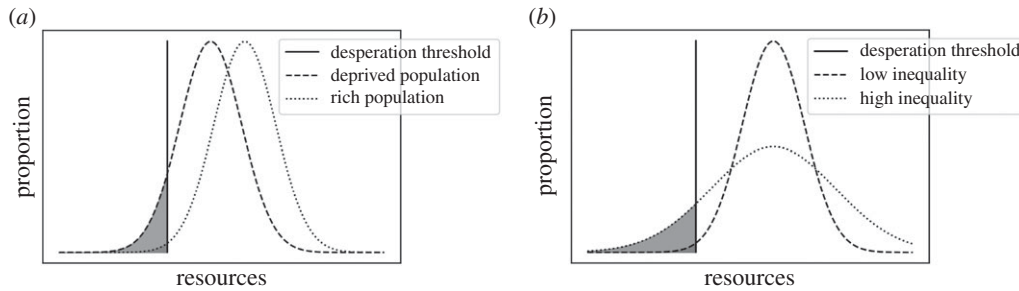 (a)
desperation threshold
deprived population
rich population
proportion
resources
(b)
desperation threshold
low inequality
high inequality
proportion
resources